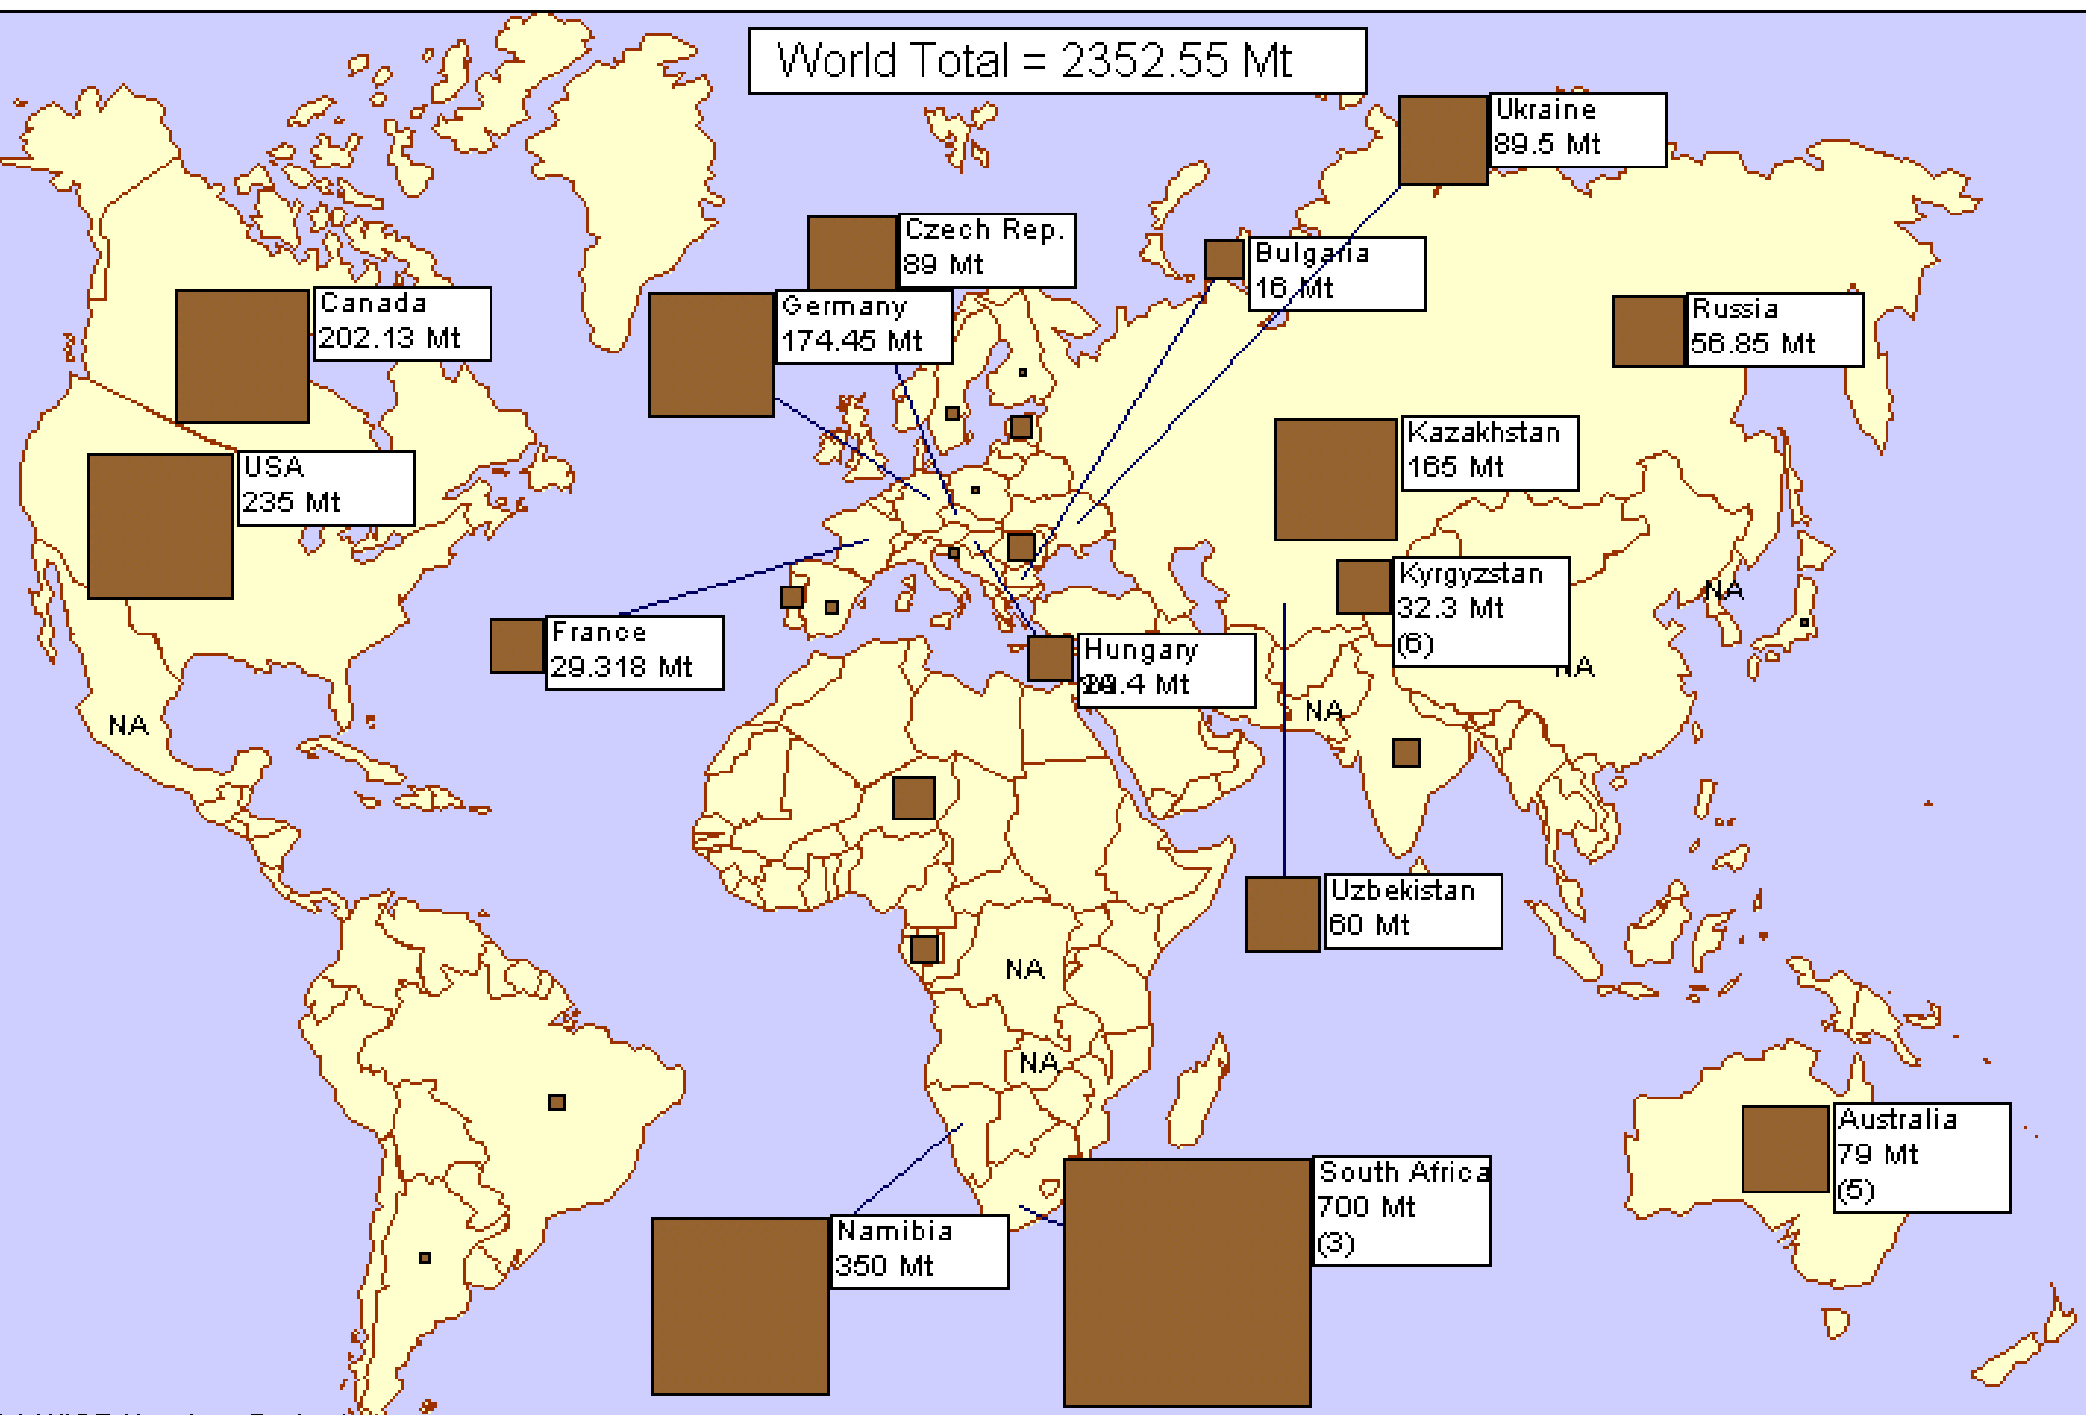 World Total = 2352.55 Mt
Ukraine
89.5 Mt
Czech Rep.
89 Mt
Bulgaria
16 Mt
Canada
202.13 Mt
Germany
174.45 Mt
Russia
56.85 Mt
Kazakhstan
165 Mt
USA
235 Mt
Kyrgyzstan
32.3 Mt
(6)
NA
France
29.318 Mt
Hungary
.4 Mt
NA
NA
NA
Uzbekistan
60 Mt
NA
NA
Australia
79 Mt
(5)
South Africa
700 Mt
(3)
Namibia
350 Mt